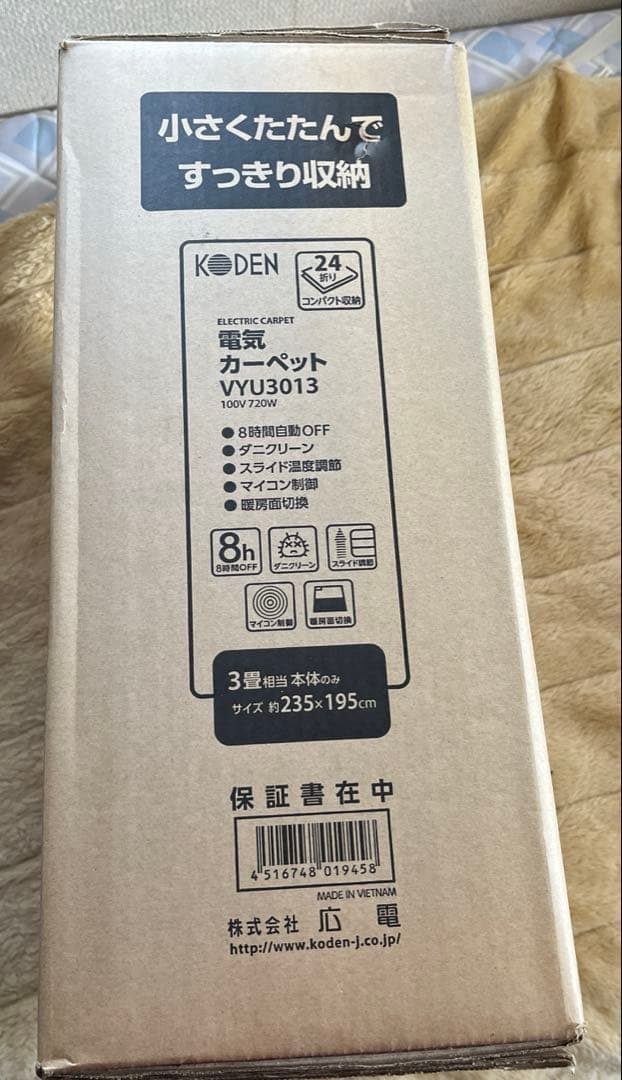 小さくたたんで
すっきり収納
KODEN
24
折り
コンパクト収納
ELECTRIC CARPET
電気
カーペット
VYU3013
100V 720W
●8時間自動OFF
●ダニクリーン
●スライド温度調節
●マイコン制御
●暖房面切換
8h
8時間OFF
ダニクリーン
スライド調節
マイコン制御
暖房面切換
3畳相当 本体のみ
サイズ 約235×195cm
保証書在中
4 516748 019458
MADE IN VIETNAM
株式会社 広電
http://www.koden-j.co.jp/